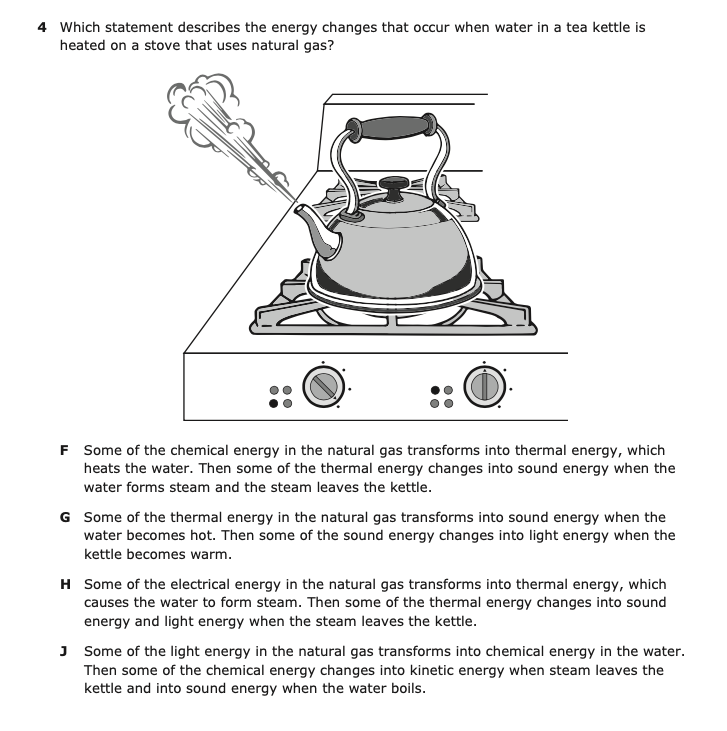 4 Which statement describes the energy changes that occur when water in a tea kettle is
heated on a stove that uses natural gas?
F Some of the chemical energy in the natural gas transforms into thermal energy, which
heats the water. Then some of the thermal energy changes into sound energy when the
water forms steam and the steam leaves the kettle.
G Some of the thermal energy in the natural gas transforms into sound energy when the
water becomes hot. Then some of the sound energy changes into light energy when the
kettle becomes warm.
H Some of the electrical energy in the natural gas transforms into thermal energy, which
causes the water to form steam. Then some of the thermal energy changes into sound
energy and light energy when the steam leaves the kettle.
J Some of the light energy in the natural gas transforms into chemical energy in the water.
Then some of the chemical energy changes into kinetic energy when steam leaves the
kettle and into sound energy when the water boils.